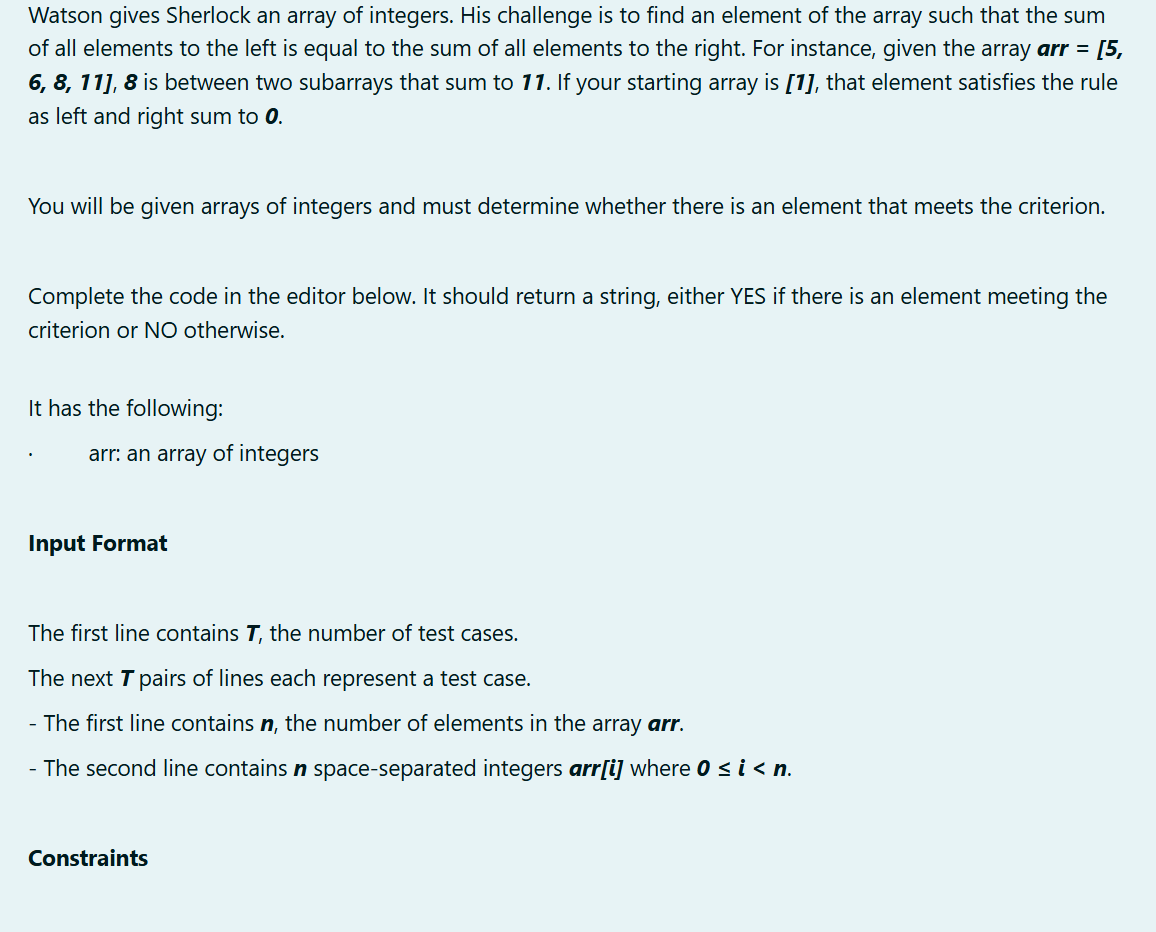 Watson gives Sherlock an array of integers. His challenge is to find an element of the array such that the sum
of all elements to the left is equal to the sum of all elements to the right. For instance, given the array arr = [5,
6, 8, 11], 8 is between two subarrays that sum to 11. If your starting array is [1], that element satisfies the rule
as left and right sum to 0.
You will be given arrays of integers and must determine whether there is an element that meets the criterion.
Complete the code in the editor below. It should return a string, either YES if there is an element meeting the
criterion or NO otherwise.
It has the following:
· arr: an array of integers
Input Format
The first line contains T, the number of test cases.
The next T pairs of lines each represent a test case.
- The first line contains n, the number of elements in the array arr.
- The second line contains n space-separated integers arr[i] where 0 ≤ i < n.
Constraints